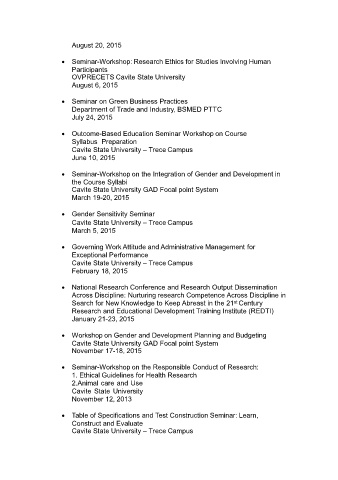 August 20, 2015
• Seminar-Workshop: Research Ethics for Studies Involving Human
Participants
OVPRECETS Cavite State University
August 6, 2015
• Seminar on Green Business Practices
Department of Trade and Industry, BSMED PTTC
July 24, 2015
• Outcome-Based Education Seminar Workshop on Course
Syllabus Preparation
Cavite State University – Trece Campus
June 10, 2015
• Seminar-Workshop on the Integration of Gender and Development in
the Course Syllabi
Cavite State University GAD Focal point System
March 19-20, 2015
• Gender Sensitivity Seminar
Cavite State University – Trece Campus
March 5, 2015
• Governing Work Attitude and Administrative Management for
Exceptional Performance
Cavite State University – Trece Campus
February 18, 2015
• National Research Conference and Research Output Dissemination
Across Discipline: Nurturing research Competence Across Discipline in
Search for New Knowledge to Keep Abreast in the 21st Century
Research and Educational Development Training Institute (REDTI)
January 21-23, 2015
• Workshop on Gender and Development Planning and Budgeting
Cavite State University GAD Focal point System
November 17-18, 2015
• Seminar-Workshop on the Responsible Conduct of Research:
1. Ethical Guidelines for Health Research
2.Animal care and Use
Cavite State University
November 12, 2013
• Table of Specifications and Test Construction Seminar: Learn,
Construct and Evaluate
Cavite State University – Trece Campus